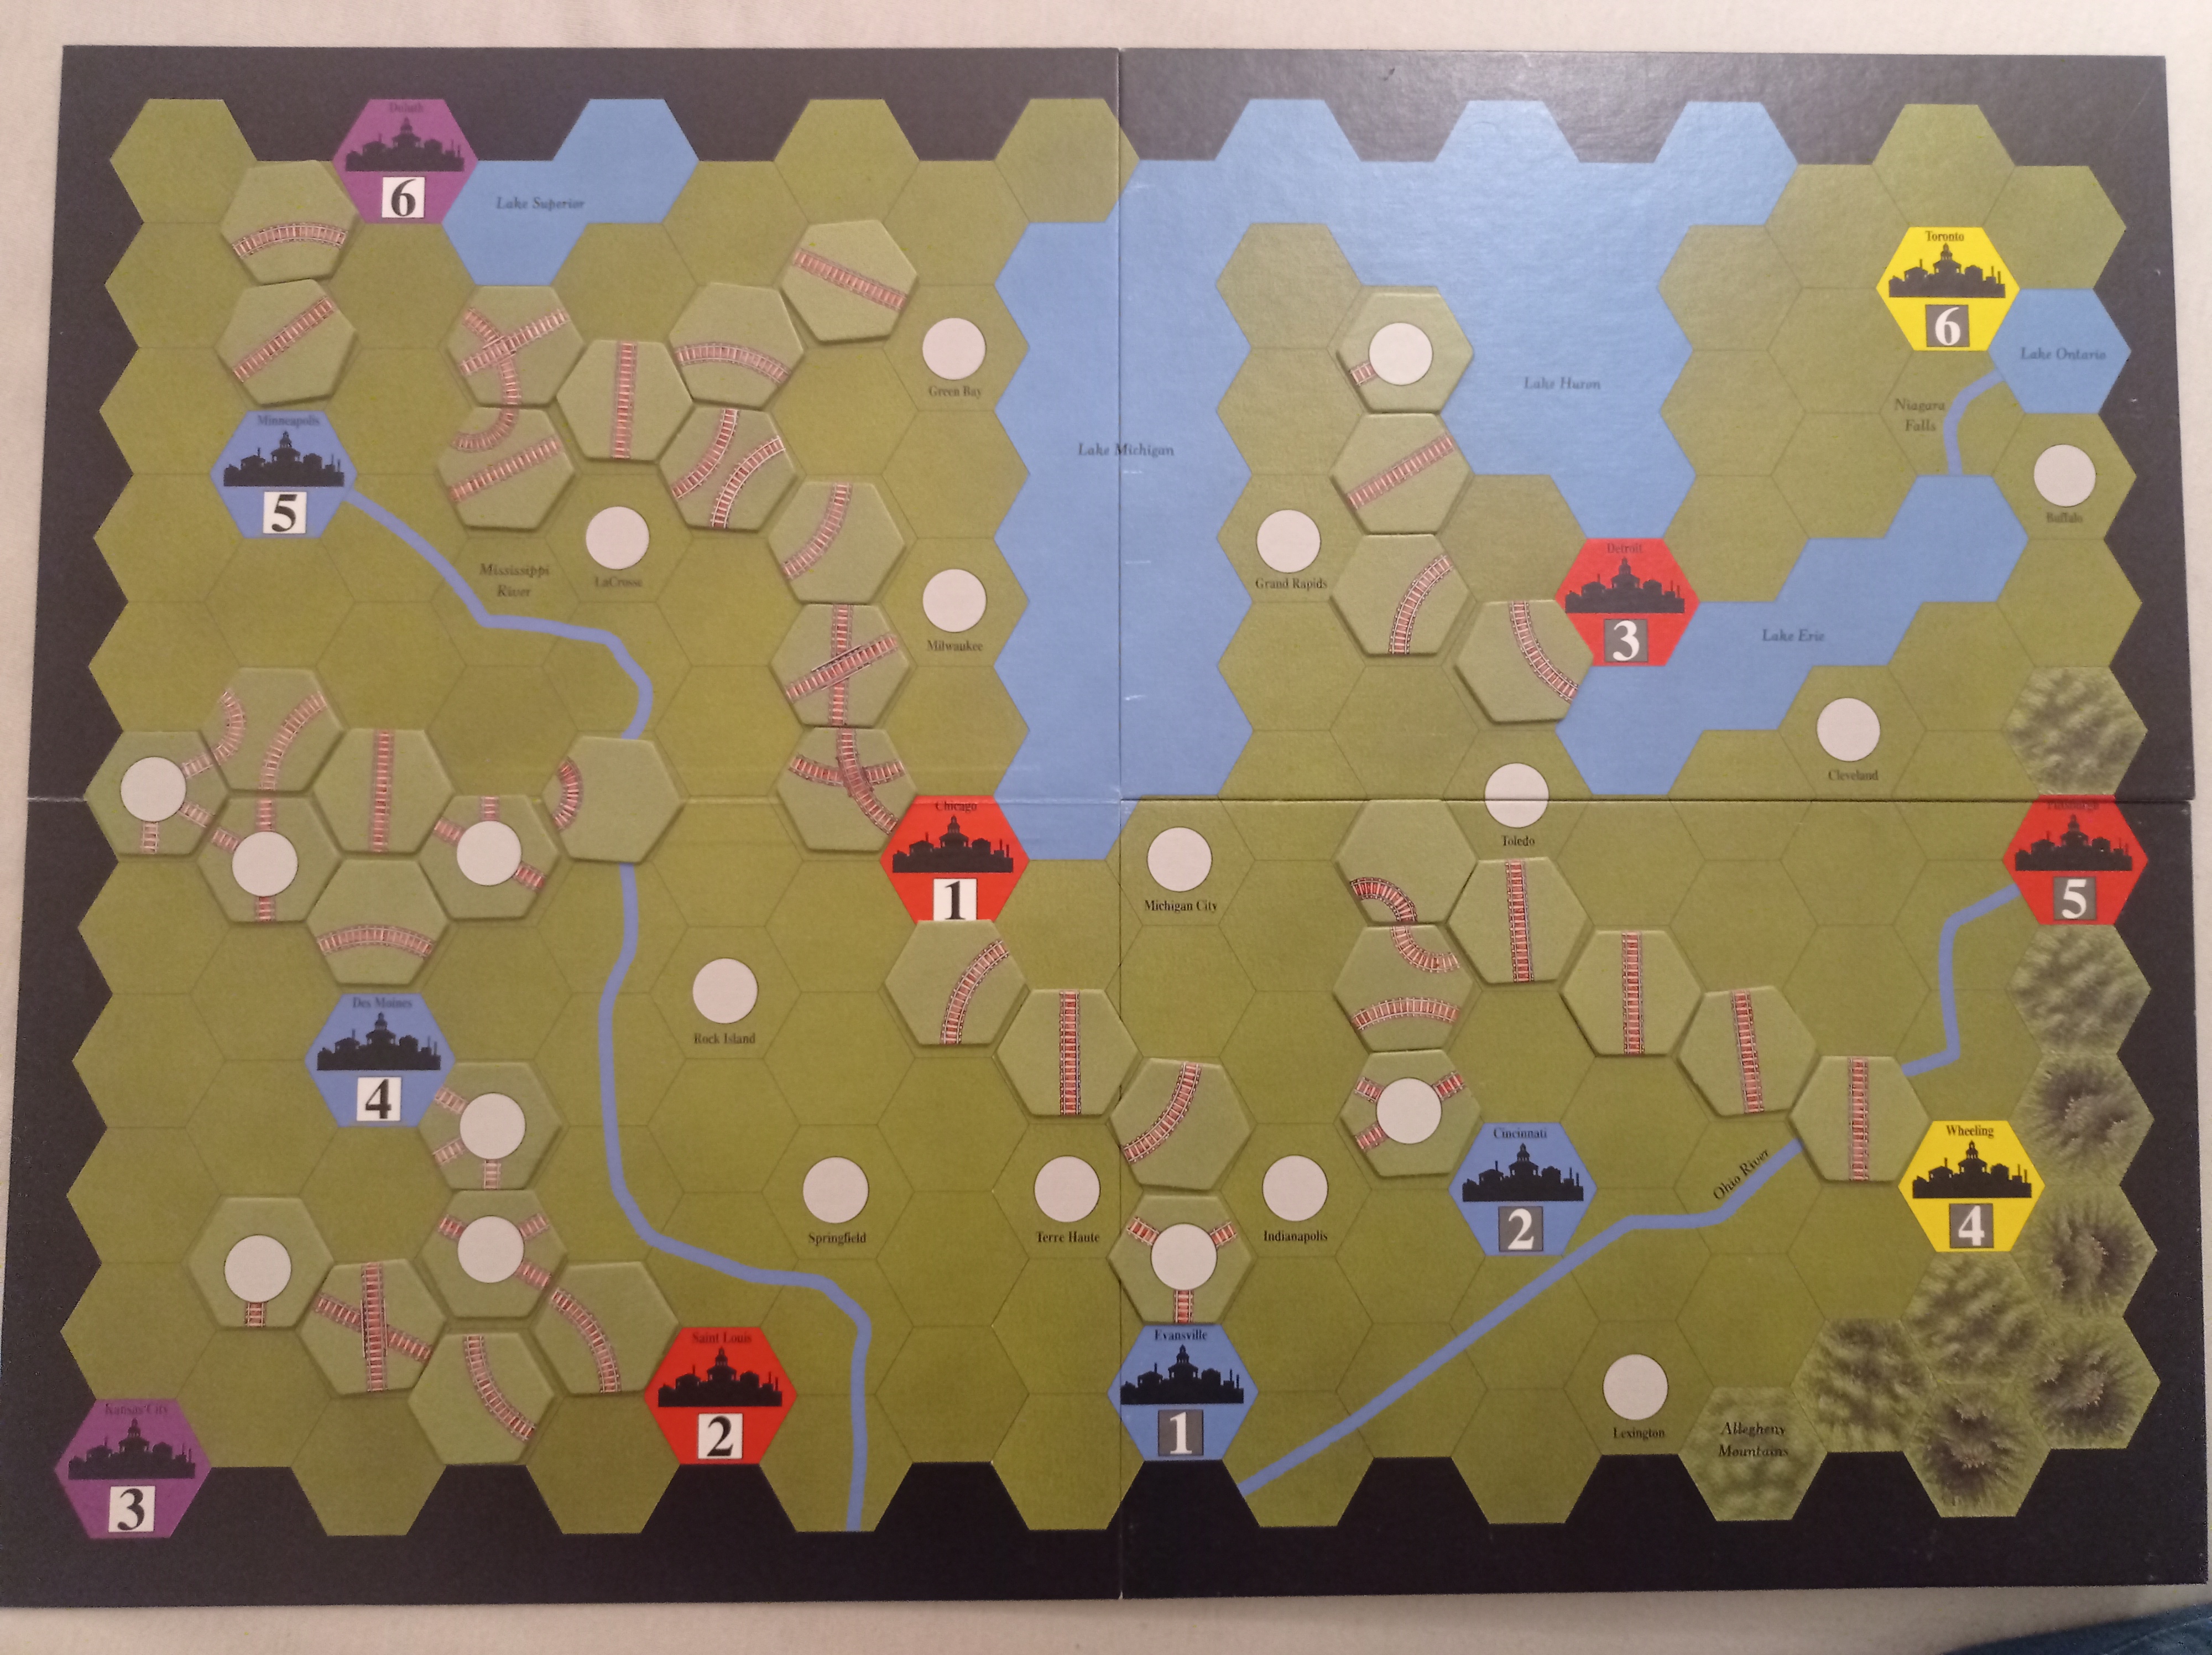 Duluth
6
Lake Superior
Toronto
6
Lake Ontario
Green Bay
Lake Huron
Niagara
Falls
Minneapolis
5
Lake Michigan
Buffalo
Mississippi
River
LaCrosse
Grand Rapids
Detroit
3
Lake Erie
Milwaukee
Cleveland
Chicago
1
Toledo
Pittsburgh
5
Michigan City
Des Moines
4
Rock Island
Cincinnati
2
Ohio River
Wheeling
4
Springfield
Terre Haute
Indianapolis
Saint Louis
2
Evansville
1
Kansas City
3
Lexington
Allegheny
Mountains